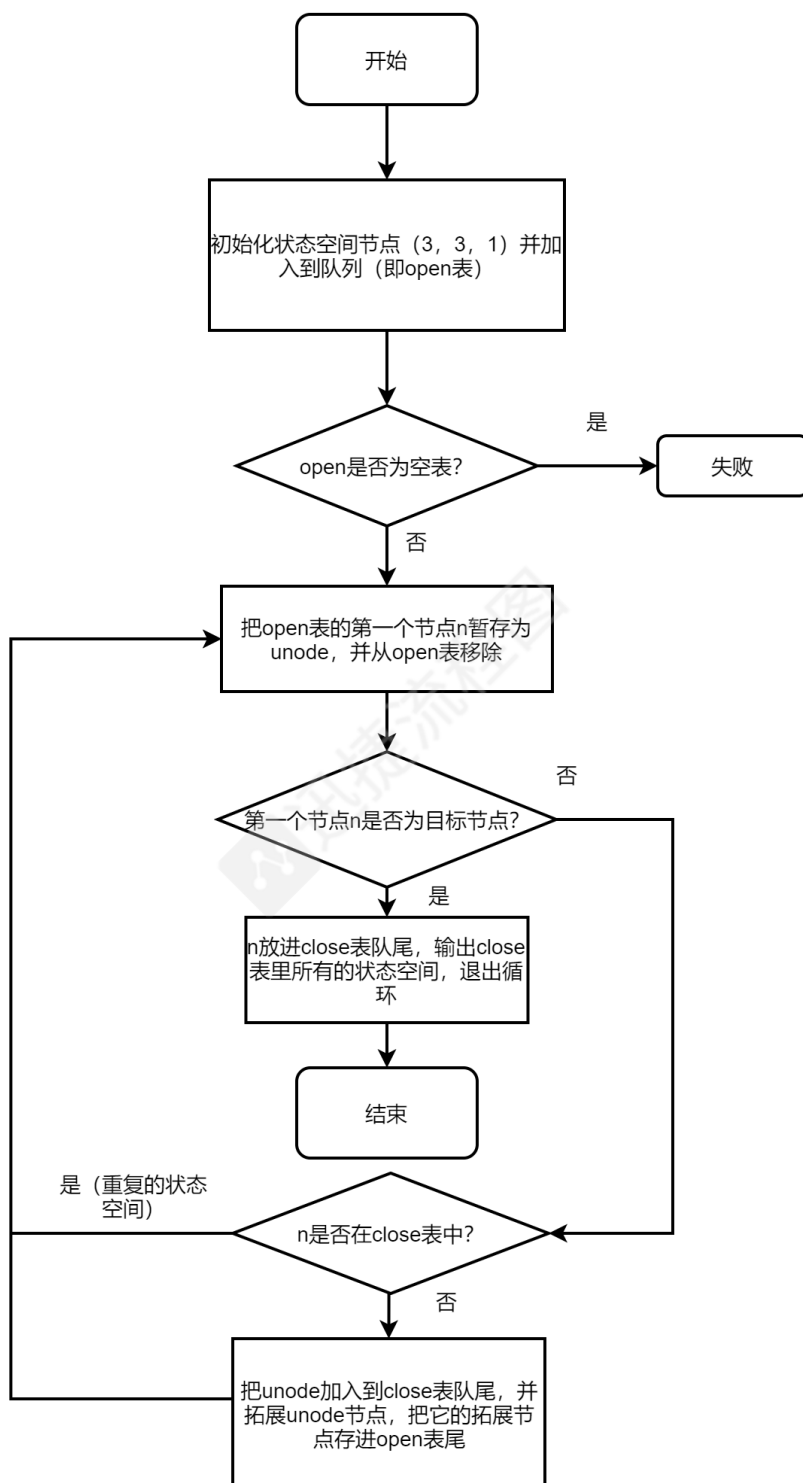 开始
初始化状态空间节点（3，3，1）并加
入到队列（即open表）
open是否为空表？
是
失败
否
把open表的第一个节点n暂存为
unode，并从open表移除
第一个节点n是否为目标节点？
否
是
n放进close表队尾，输出close
表里所有的状态空间，退出循
环
结束
是（重复的状态
空间）
n是否在close表中？
否
把unode加入到close表队尾，并
拓展unode节点，把它的拓展节
点存进open表尾
迅捷流程图